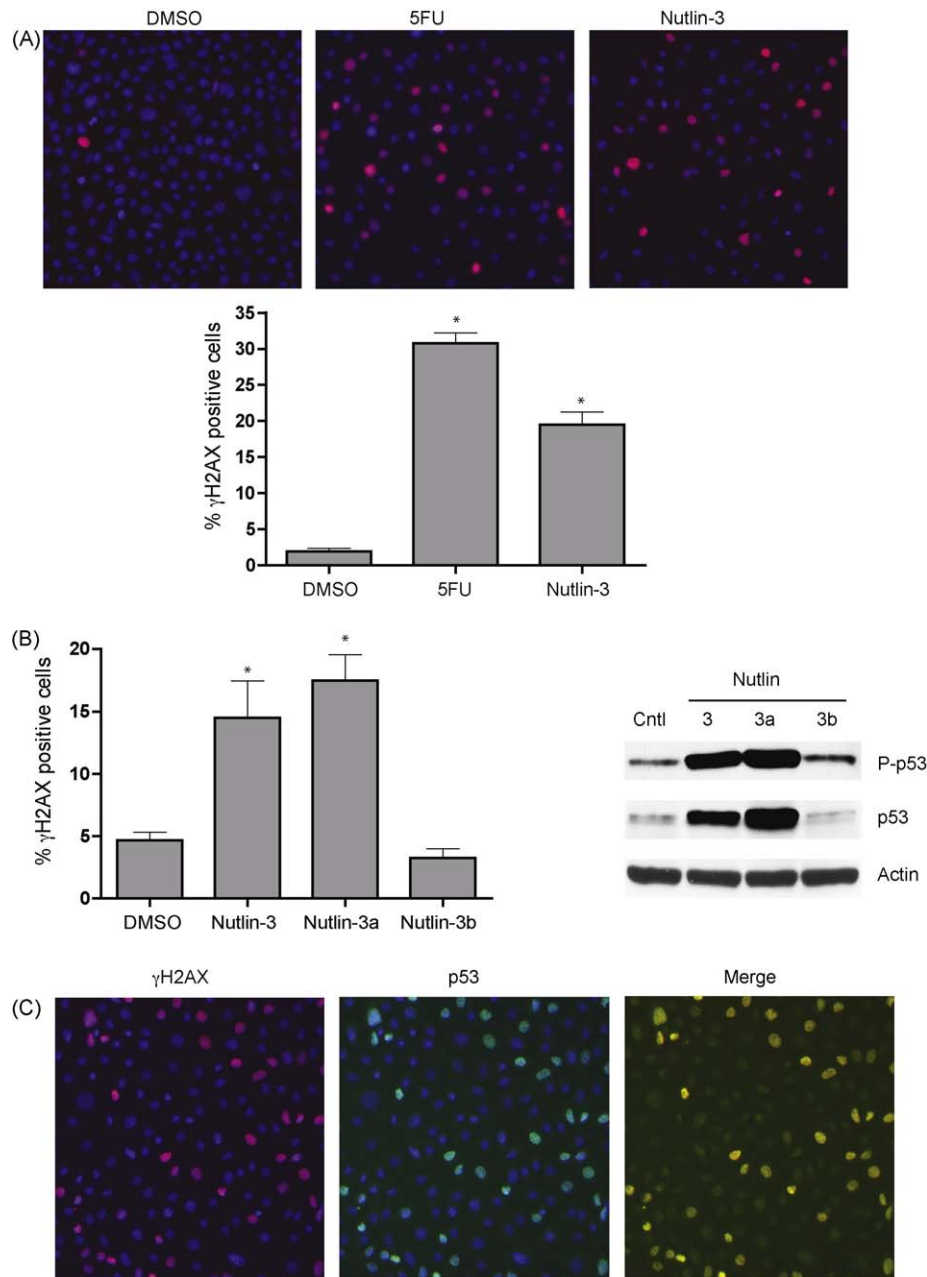 (A)
DMSO 5FU Nutlin-3
% γH2AX positive cells
35
30
25
20
15
10
5
0
* *
DMSO 5FU Nutlin-3
(B)
% γH2AX positive cells
20
15
10
5
0
* *
DMSO Nutlin-3 Nutlin-3a Nutlin-3b
Nutlin
Cntl 3 3a 3b
P-p53
p53
Actin
(C)
γH2AX p53 Merge